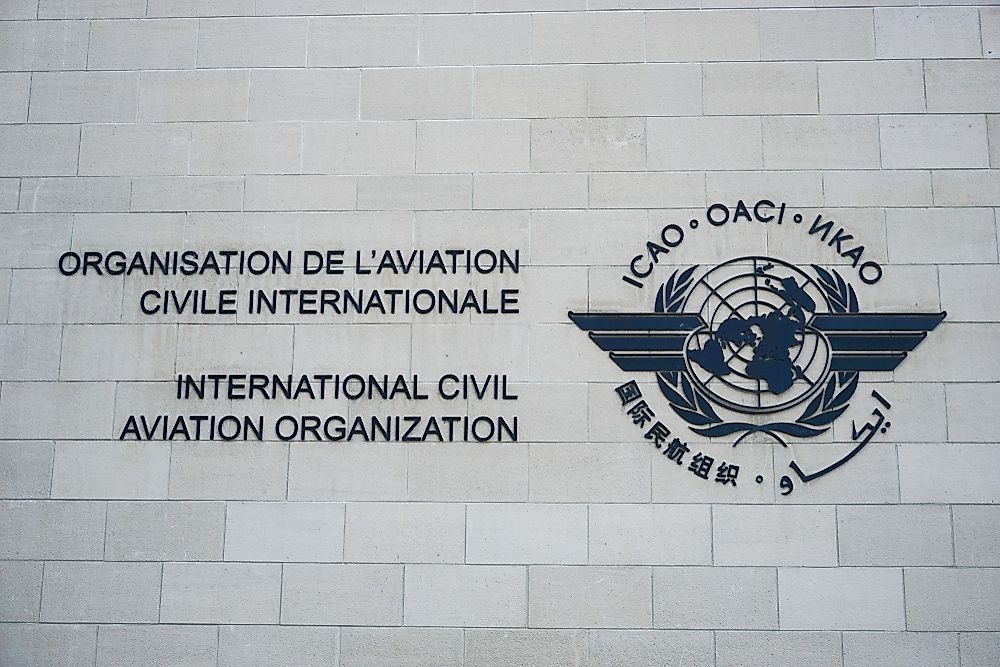 ORGANISATION DE L'AVIATION
CIVILE INTERNATIONALE
INTERNATIONAL CIVIL
AVIATION ORGANIZATION
ICAO • OACI • ИКАО
国际民航组织 • ايكاو